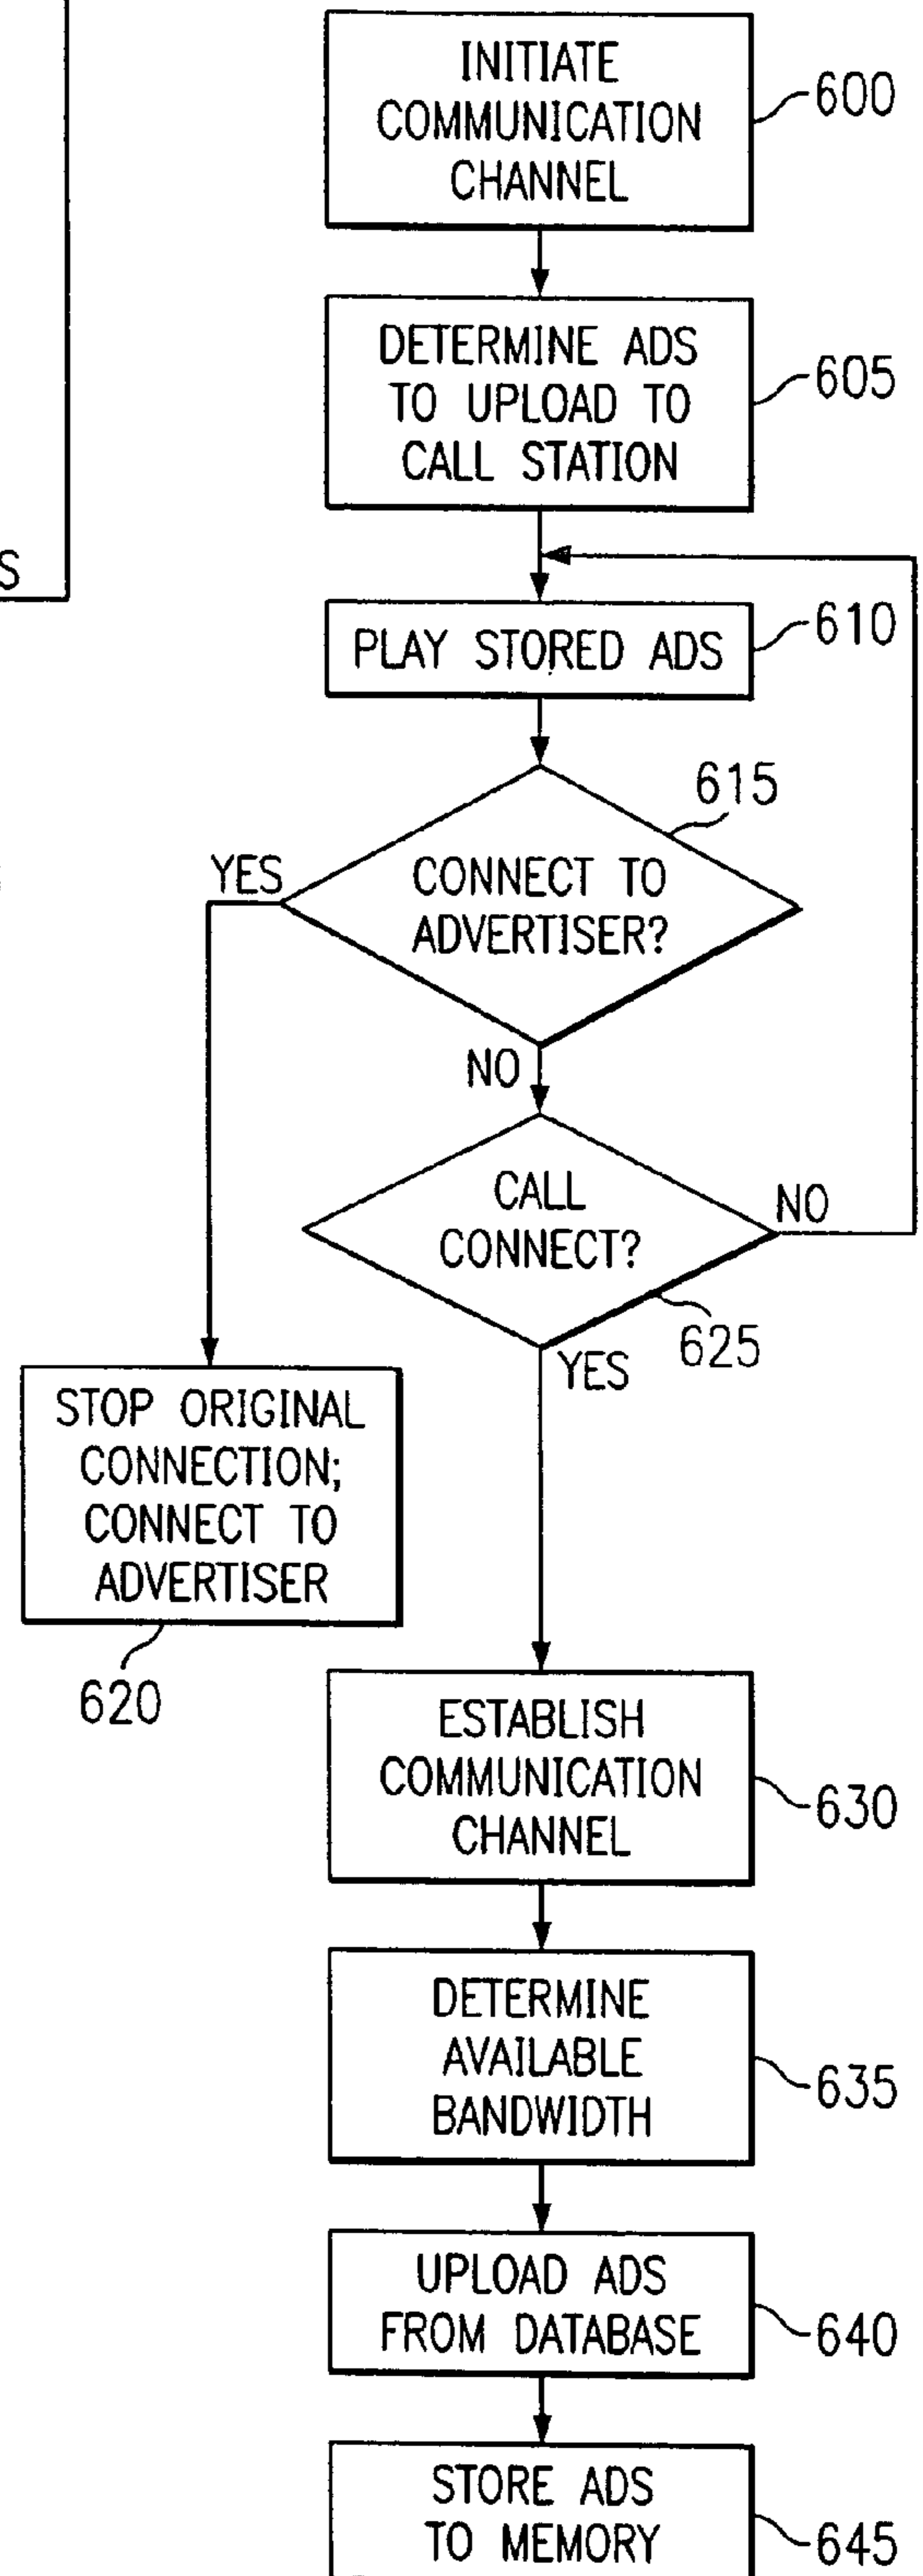 INITIATE
COMMUNICATION
CHANNEL
600
DETERMINE ADS
TO UPLOAD TO
CALL STATION
605
S
PLAY STORED ADS
610
615
CONNECT TO
ADVERTISER?
YES
NO
CALL
CONNECT?
NO
625
YES
STOP ORIGINAL
CONNECTION;
CONNECT TO
ADVERTISER
620
ESTABLISH
COMMUNICATION
CHANNEL
630
DETERMINE
AVAILABLE
BANDWIDTH
635
UPLOAD ADS
FROM DATABASE
640
STORE ADS
TO MEMORY
645